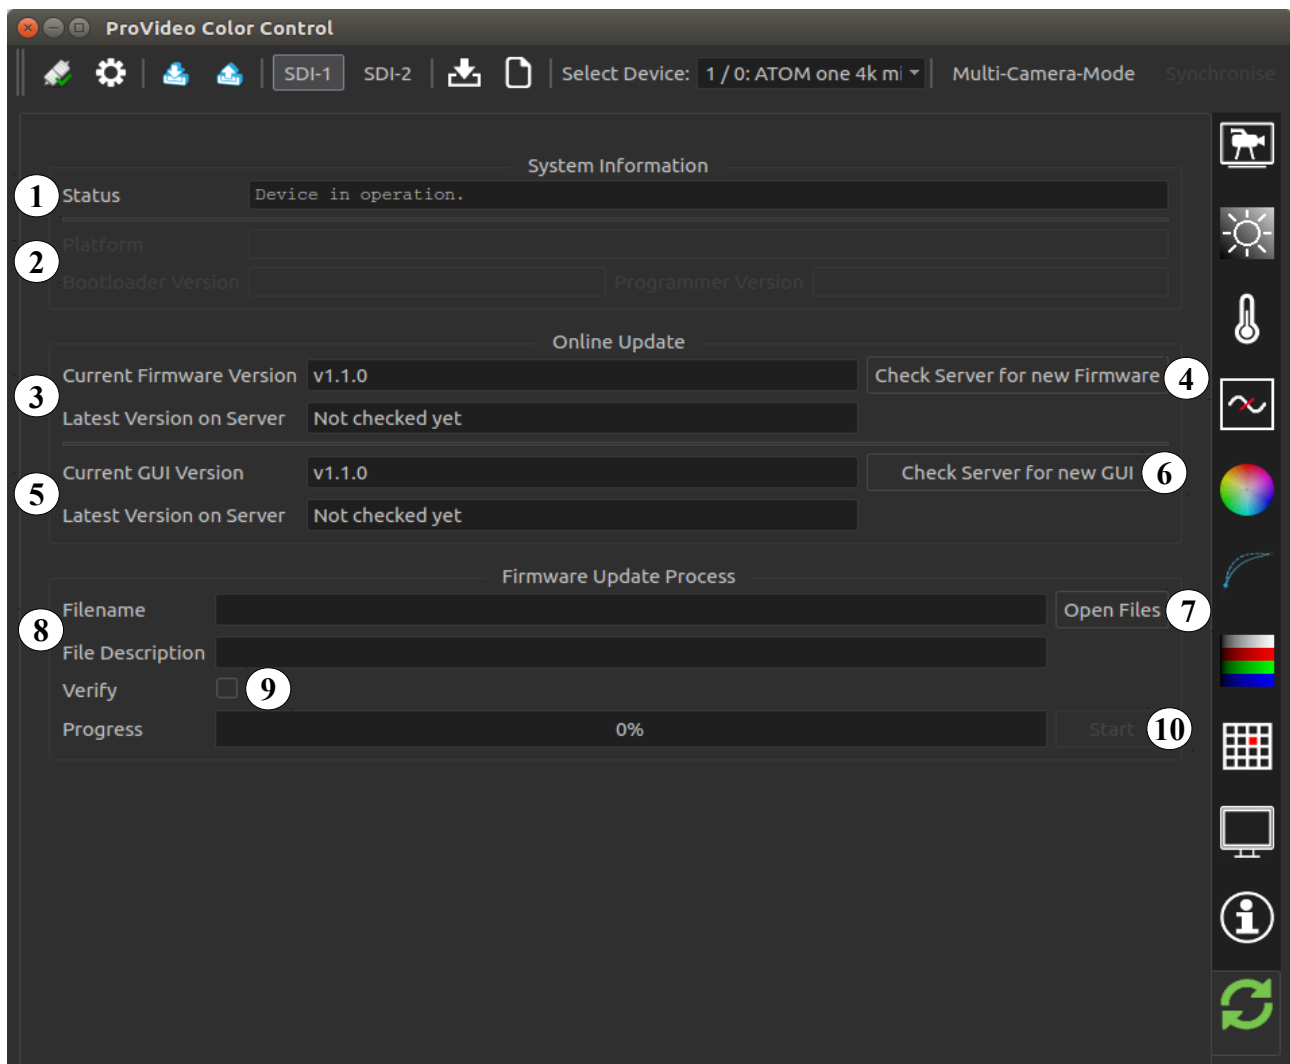 ProVideo Color Control
SDI-1 SDI-2 Select Device: 1 / 0: ATOM one 4k mi Multi-Camera-Mode Synchronise
System Information
1 Status Device in operation.
2 Platform
Bootloader Version Programmer Version
Online Update
3 Current Firmware Version v1.1.0 Check Server for new Firmware 4
Latest Version on Server Not checked yet
5 Current GUI Version v1.1.0 Check Server for new GUI 6
Latest Version on Server Not checked yet
Firmware Update Process
8 Filename Open Files 7
File Description
Verify 9
Progress 0% Start 10